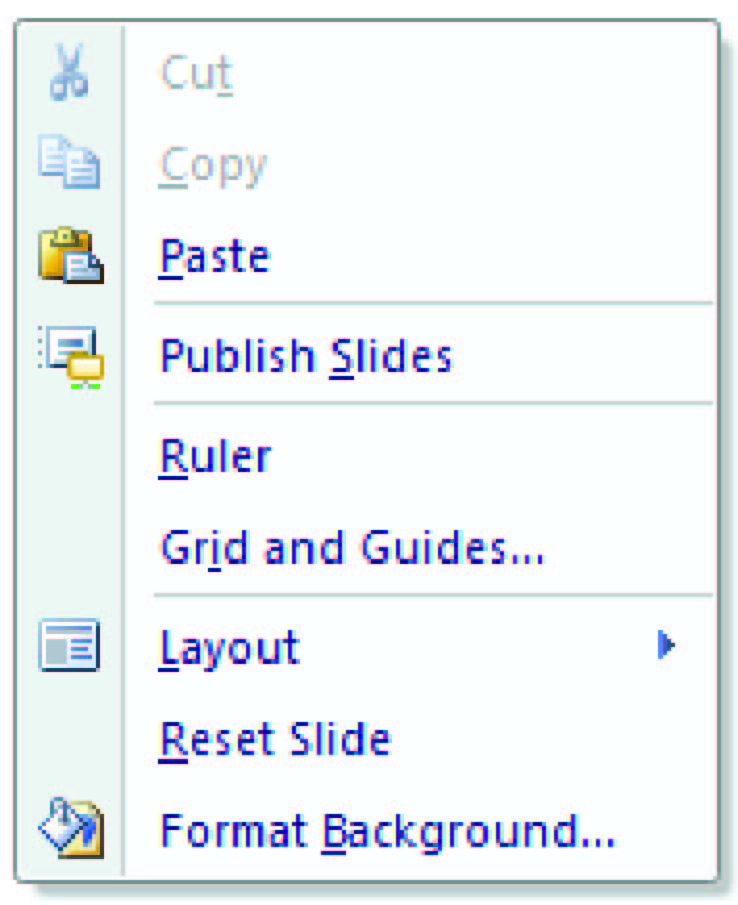 Cut
Copy
Paste
Publish Slides
Ruler
Grid and Guides...
Layout
Reset Slide
Format Background...